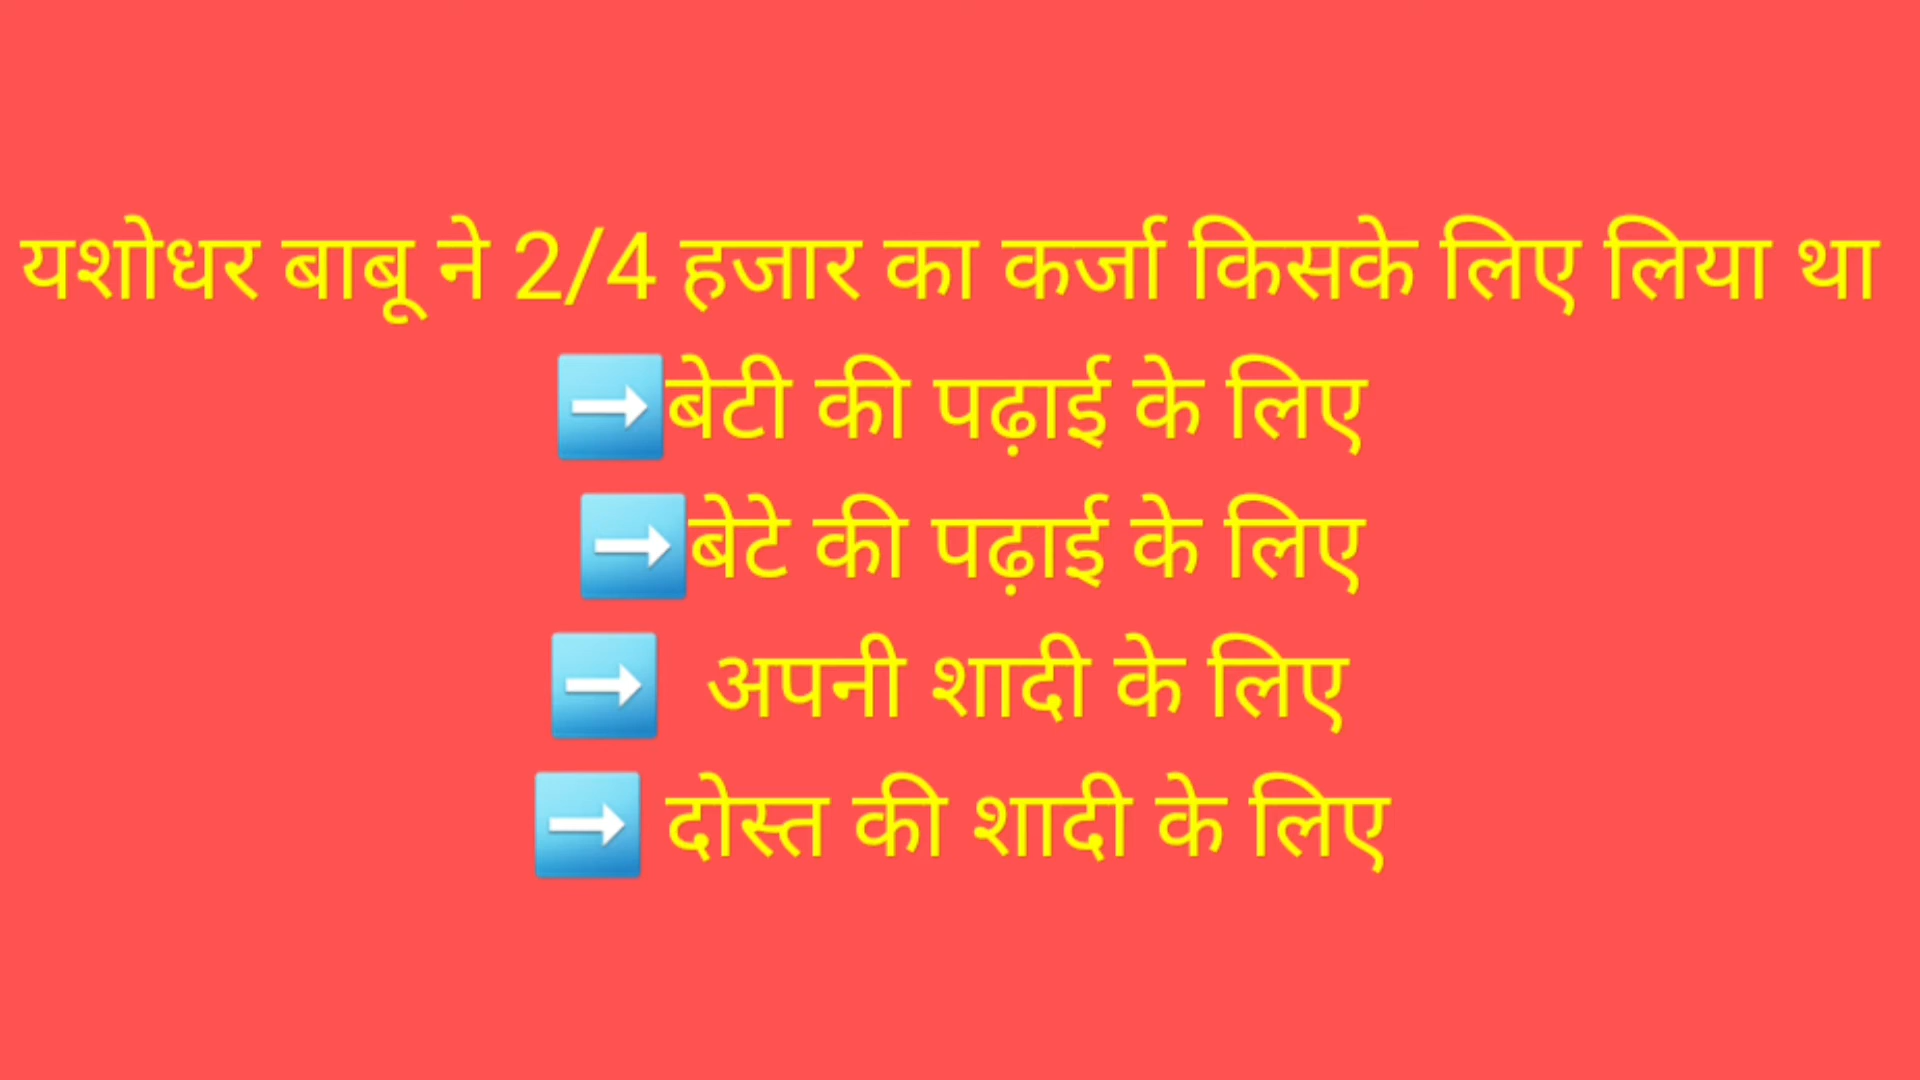 यशोधर बाबू ने 2/4 हजार का कर्जा किसके लिए लिया था
➡️बेटी की पढ़ाई के लिए
➡️बेटे की पढ़ाई के लिए
➡️ अपनी शादी के लिए
➡️ दोस्त की शादी के लिए